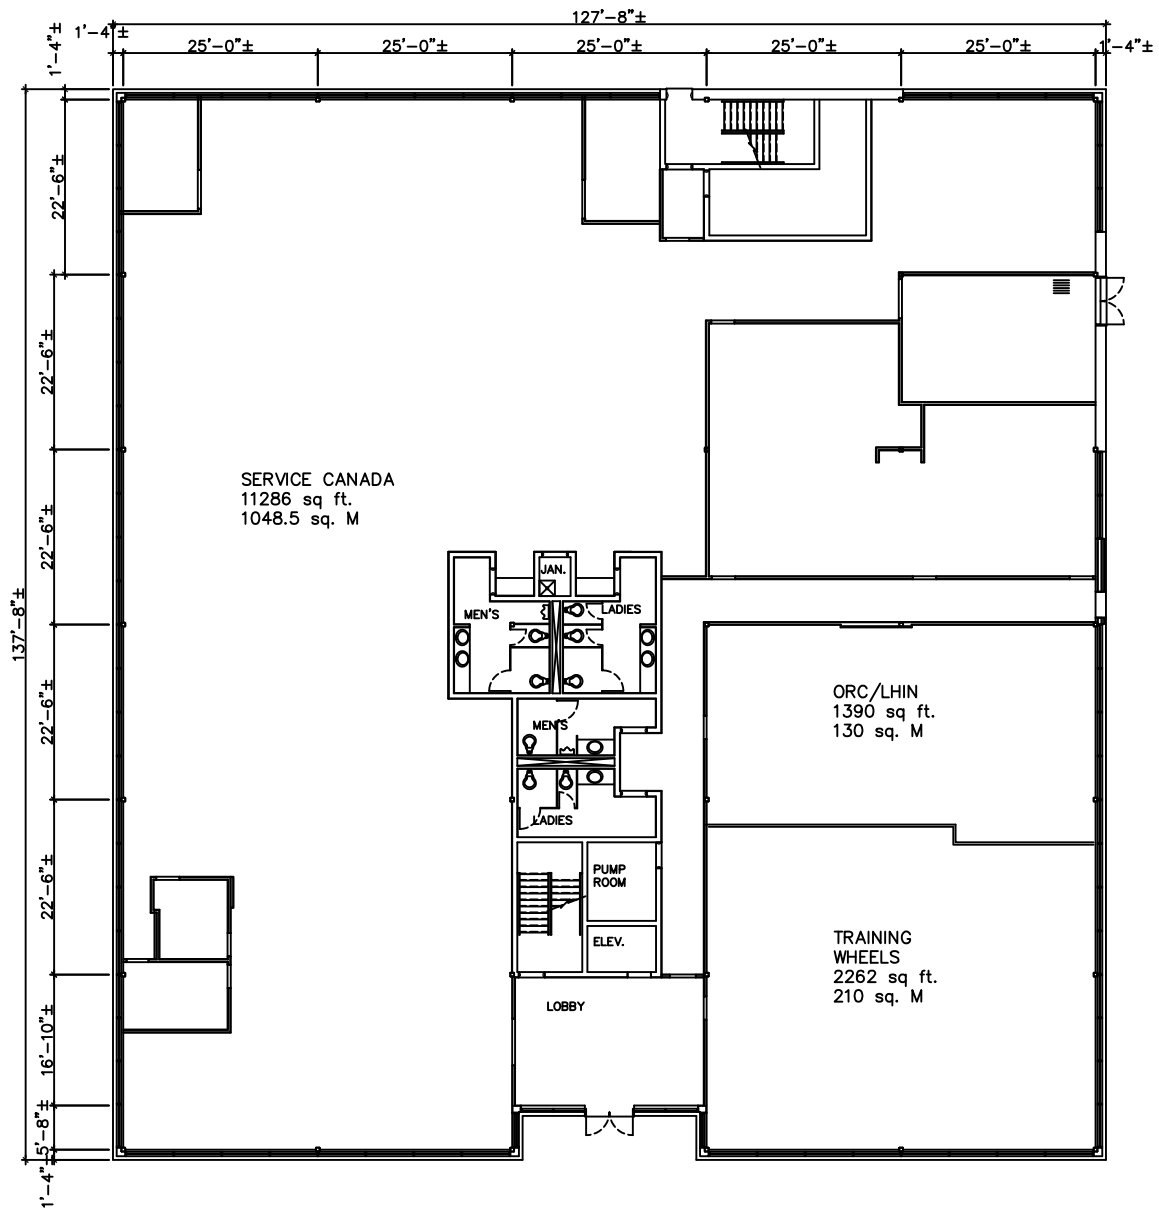 127'-8"±
1'-4"±
25'-0"±
25'-0"±
25'-0"±
25'-0"±
25'-0"±
1'-4"±
1'-4"±
22'-6"±
22'-6"±
22'-6"±
22'-6"±
22'-6"±
16'-10"±
5'-8"±
1'-4"±
137'-8"±
SERVICE CANADA
11286 sq ft.
1048.5 sq. M
JAN.
MEN'S
LADIES
MEN'S
LADIES
PUMP
ROOM
ELEV.
LOBBY
ORC/LHIN
1390 sq ft.
130 sq. M
TRAINING
WHEELS
2262 sq ft.
210 sq. M